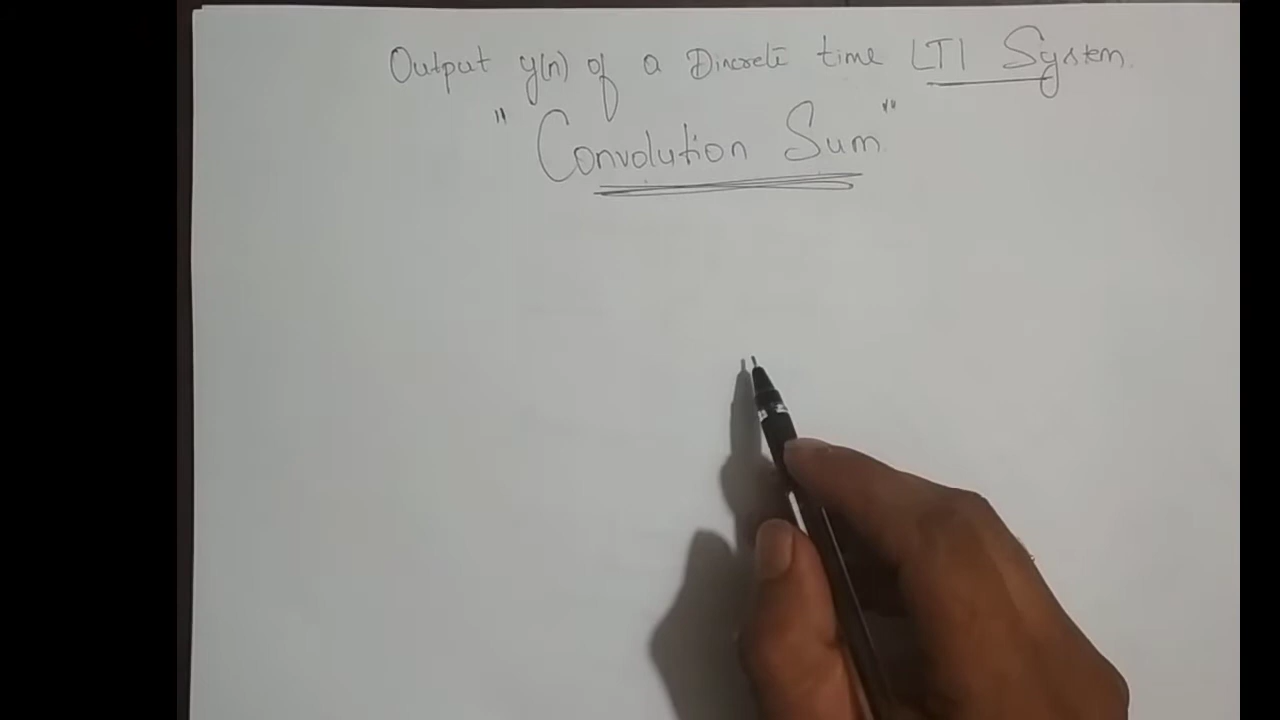 Output y(n) of a Discrete time LTI System.
"Convolution Sum"